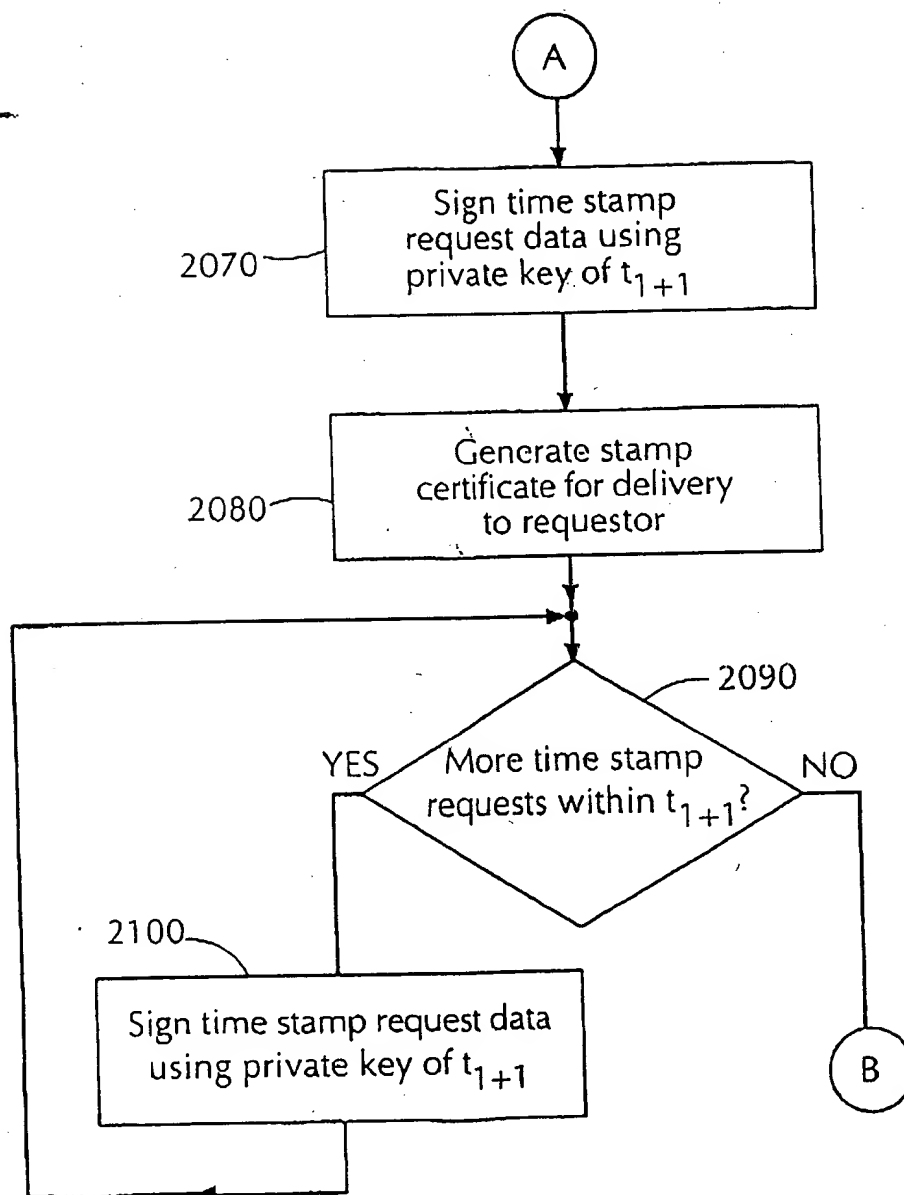 A
Sign time stamp
request data using
private key of t1+1
2070
Generate stamp
certificate for delivery
to requestor
2080
2090
YES
More time stamp
requests within t1+1?
NO
2100
Sign time stamp request data
using private key of t1+1
B